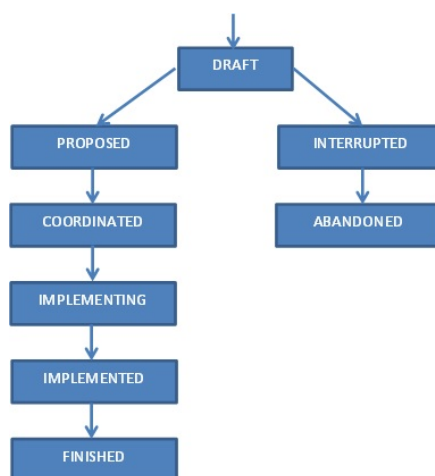 DRAFT
PROPOSED
INTERRUPTED
COORDINATED
ABANDONED
IMPLEMENTING
IMPLEMENTED
FINISHED